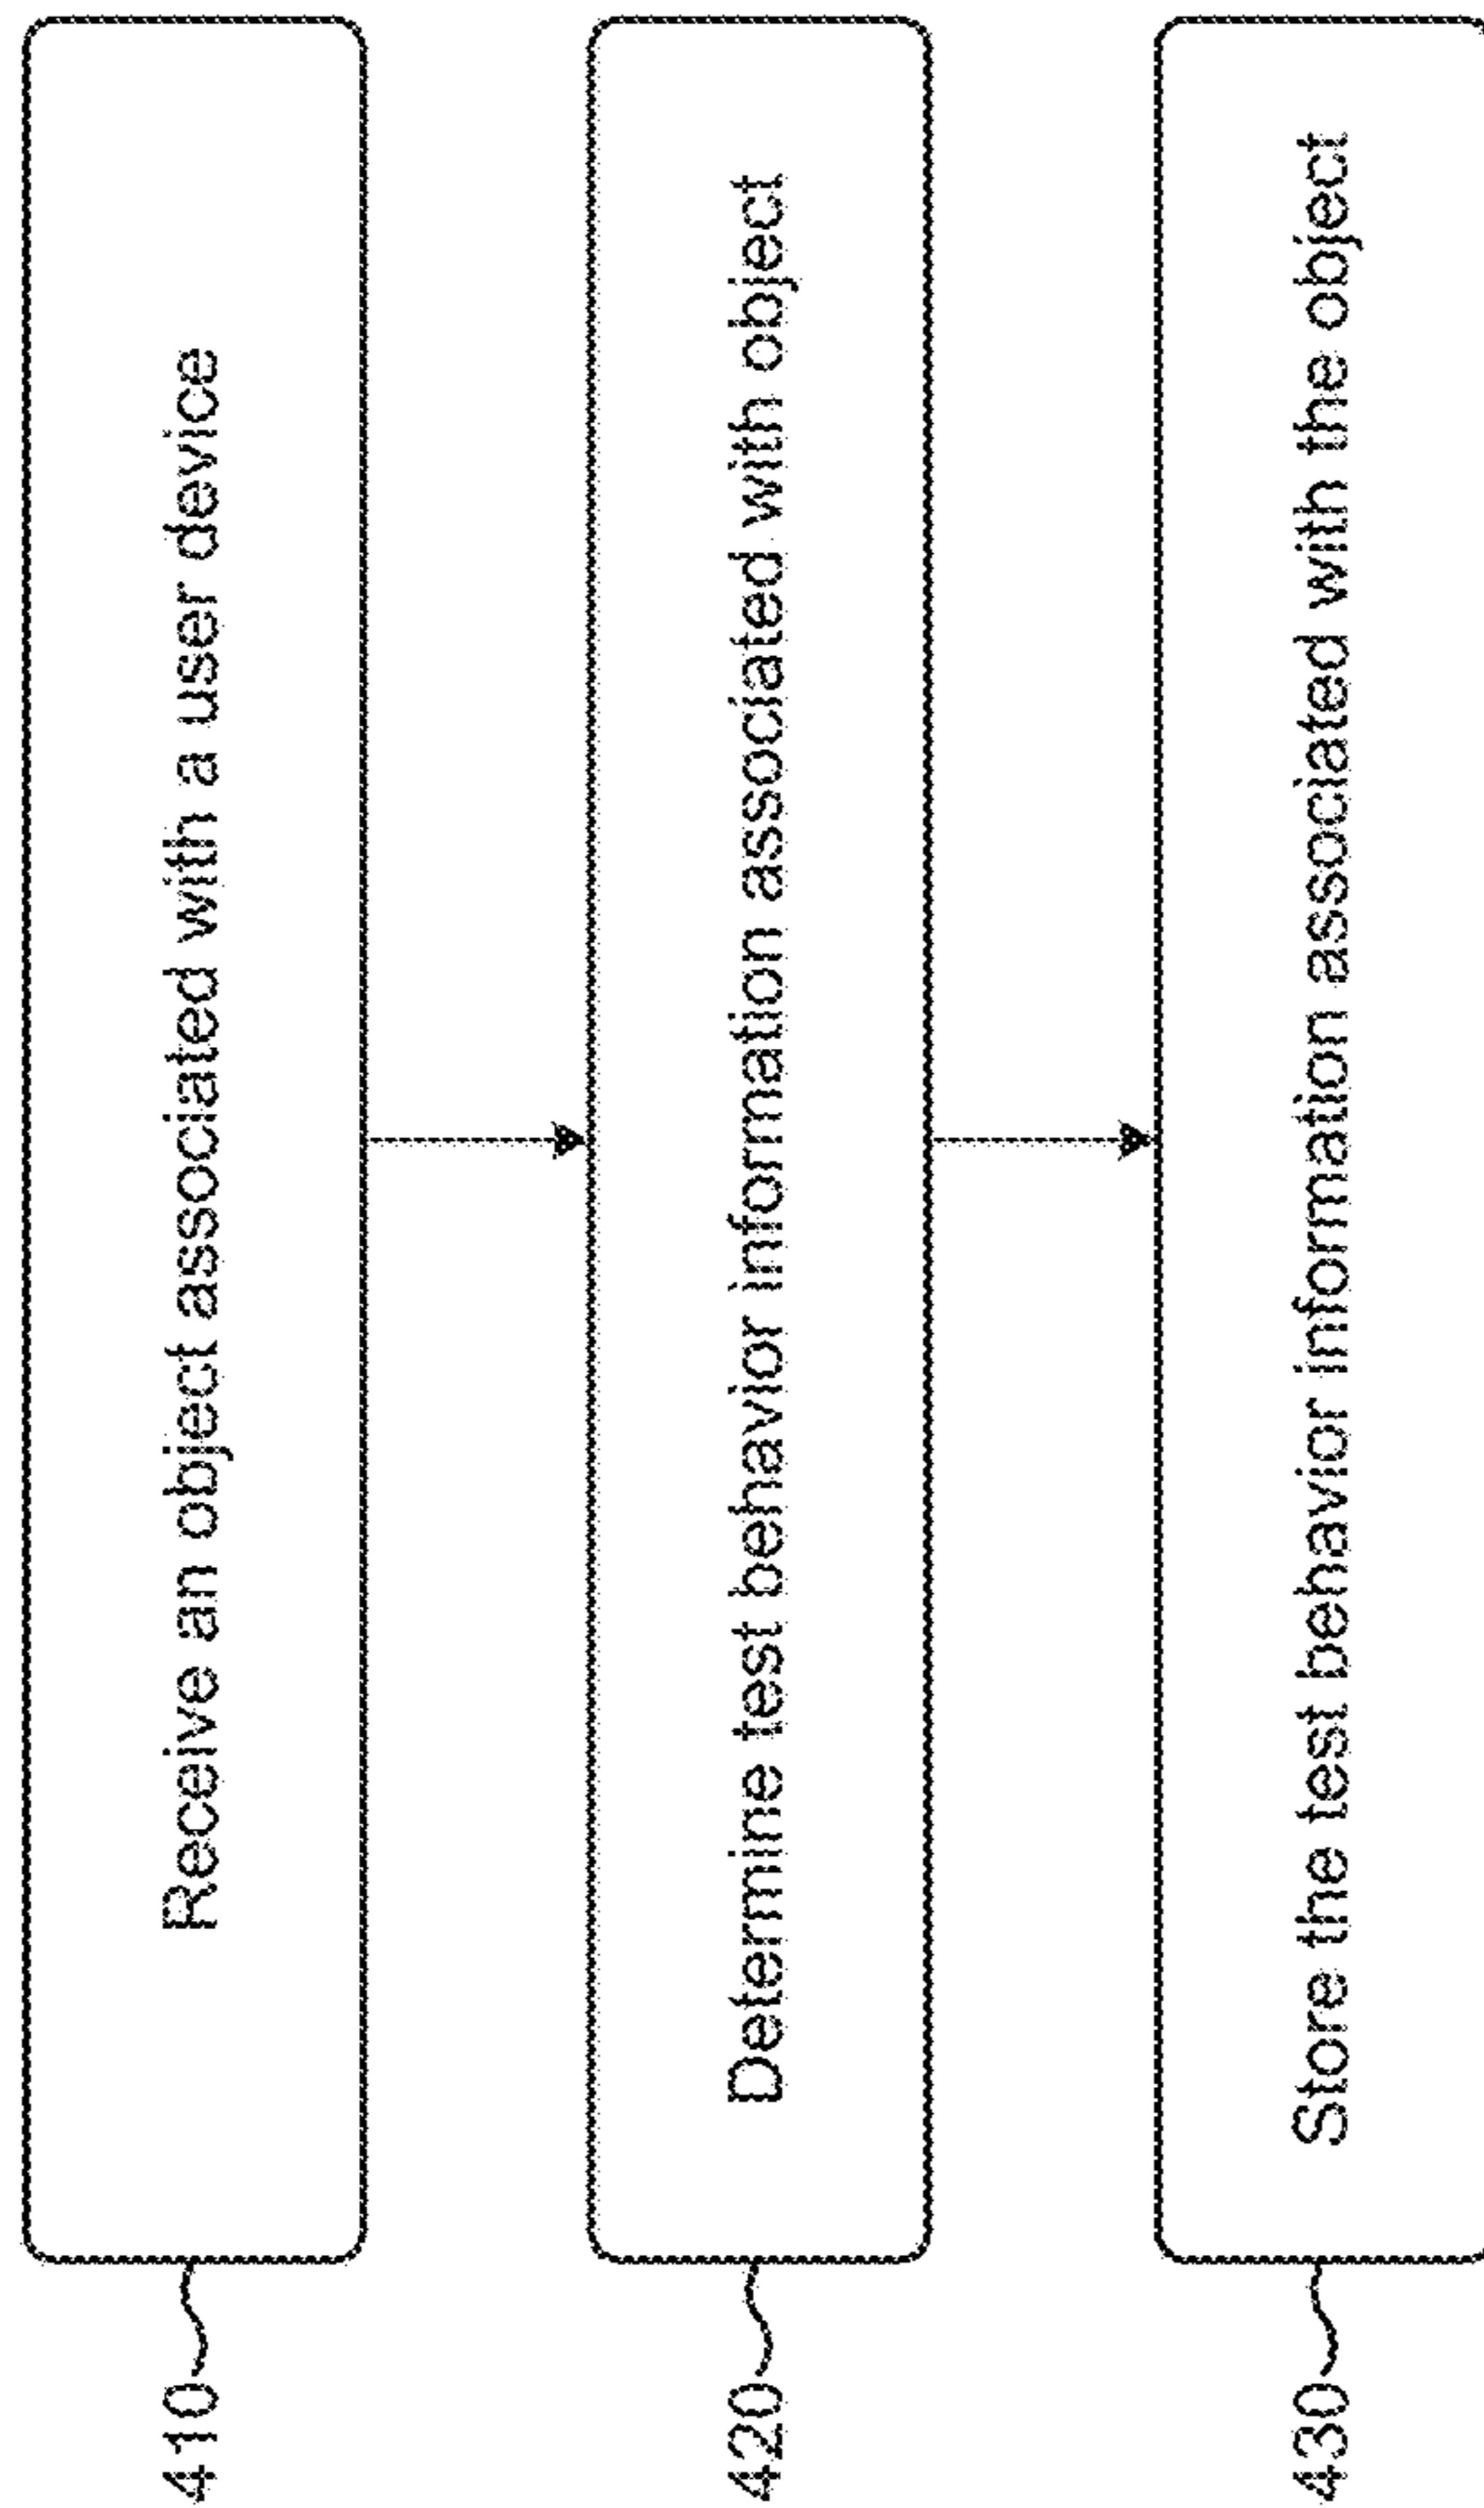 410
Receive an object associated with a user device
420
Determine test behavior information associated with object
430
Store the test behavior information associated with the object